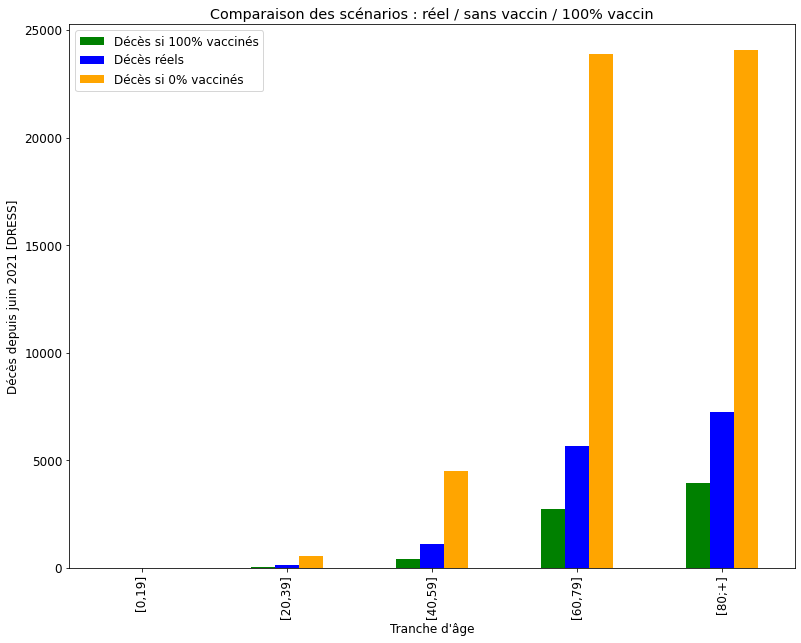 Comparaison des scénarios : réel / sans vaccin / 100% vaccin
Décès si 100% vaccinés
Décès réels
Décès si 0% vaccinés
Décès depuis juin 2021 [DRESS]
25000
20000
15000
10000
5000
0
[0,19]
[20,39]
[40,59]
[60,79]
[80;+]
Tranche d'âge